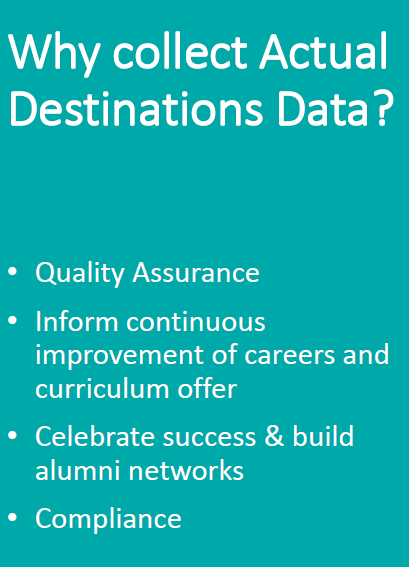 Why collect Actual
Destinations Data?
• Quality Assurance
• Inform continuous
improvement of careers and
curriculum offer
• Celebrate success & build
alumni networks
• Compliance